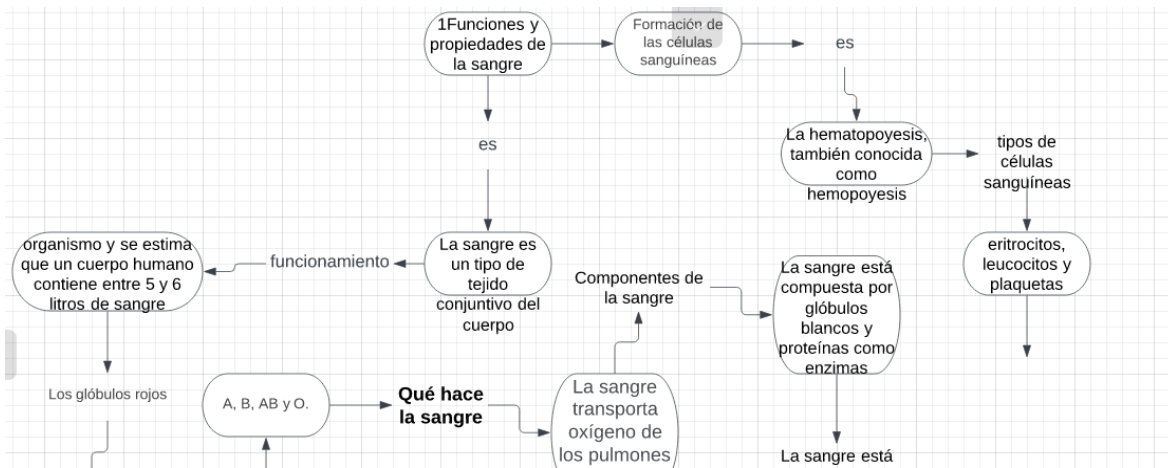 1Funciones y
propiedades de
la sangre
Formación de
las células
sanguíneas
es
es
La hematopoyesis,
también conocida
como
hemopoyesis
tipos de
células
sanguíneas
eritrocitos,
leucocitos y
plaquetas
La sangre es
un tipo de
tejido
conjuntivo del
cuerpo
funcionamiento
organismo y se estima
que un cuerpo humano
contiene entre 5 y 6
litros de sangre
Los glóbulos rojos
A, B, AB y O.
Qué hace
la sangre
La sangre
transporta
oxígeno de
los pulmones
Componentes de
la sangre
La sangre está
compuesta por
glóbulos
blancos y
proteínas como
enzimas
La sangre está